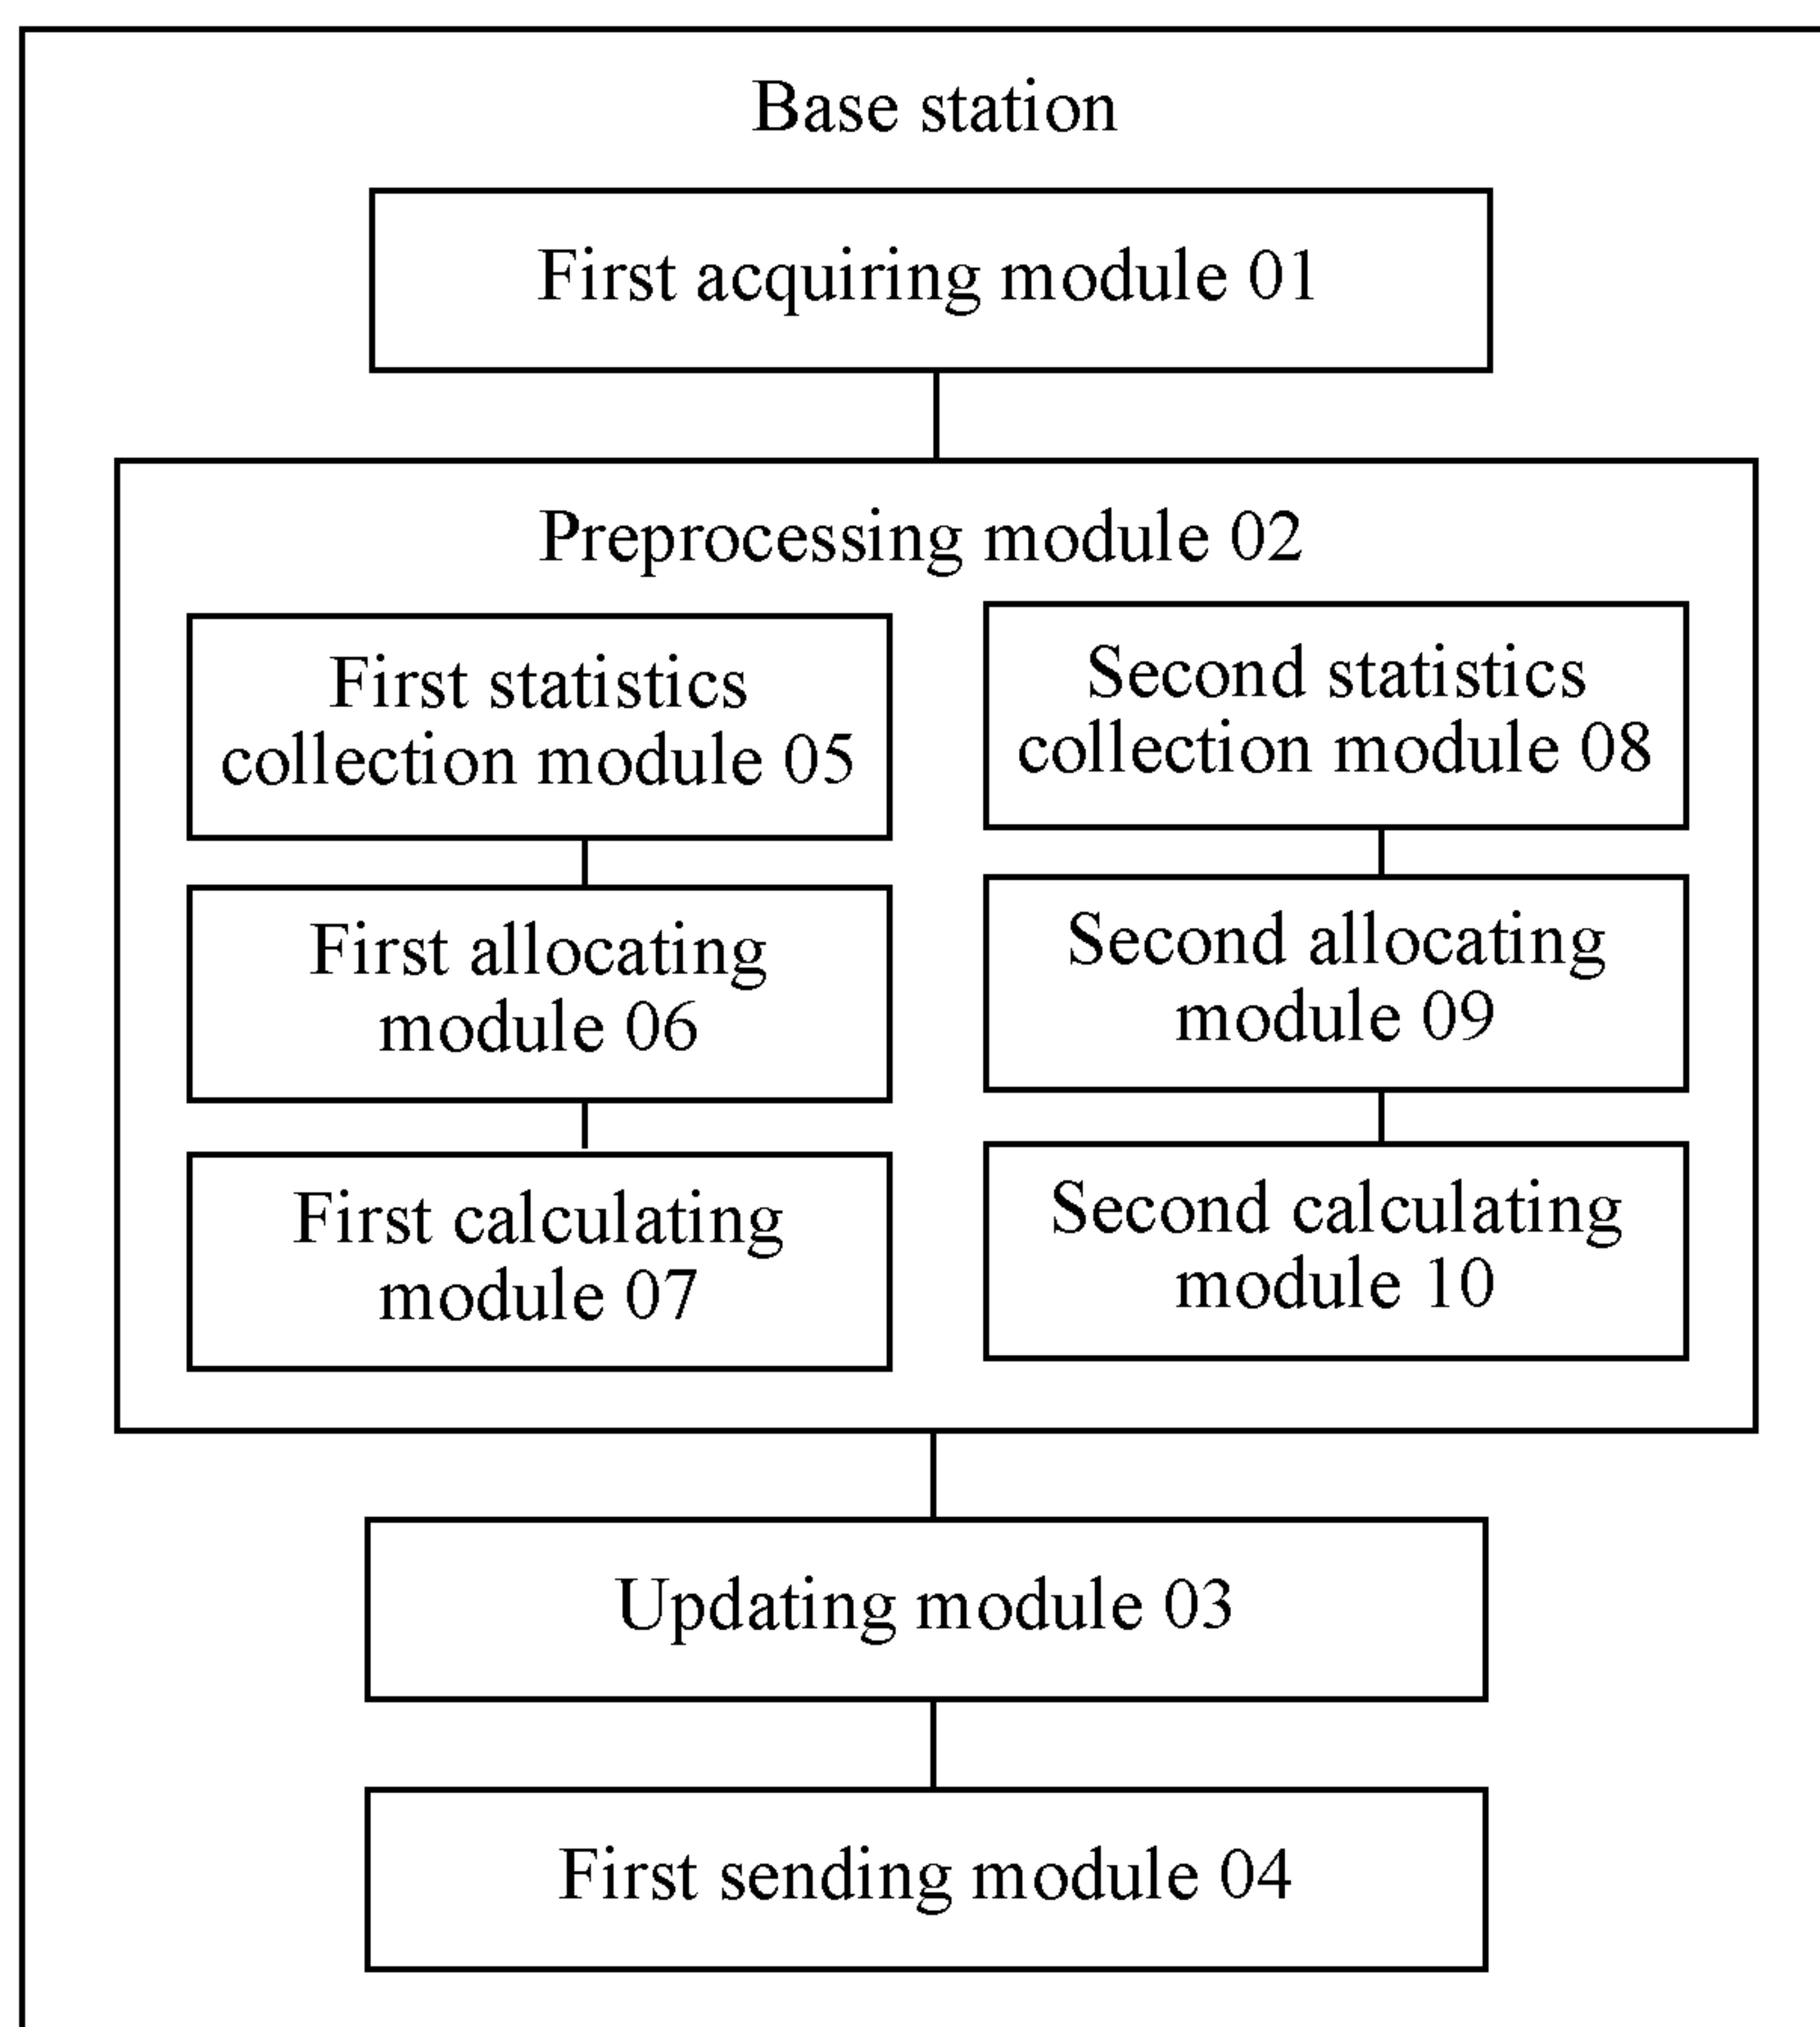 Base station
First acquiring module 01
Preprocessing module 02
First statistics
collection module 05
First allocating
module 06
First calculating
module 07
Second statistics
collection module 08
Second allocating
module 09
Second calculating
module 10
Updating module 03
First sending module 04